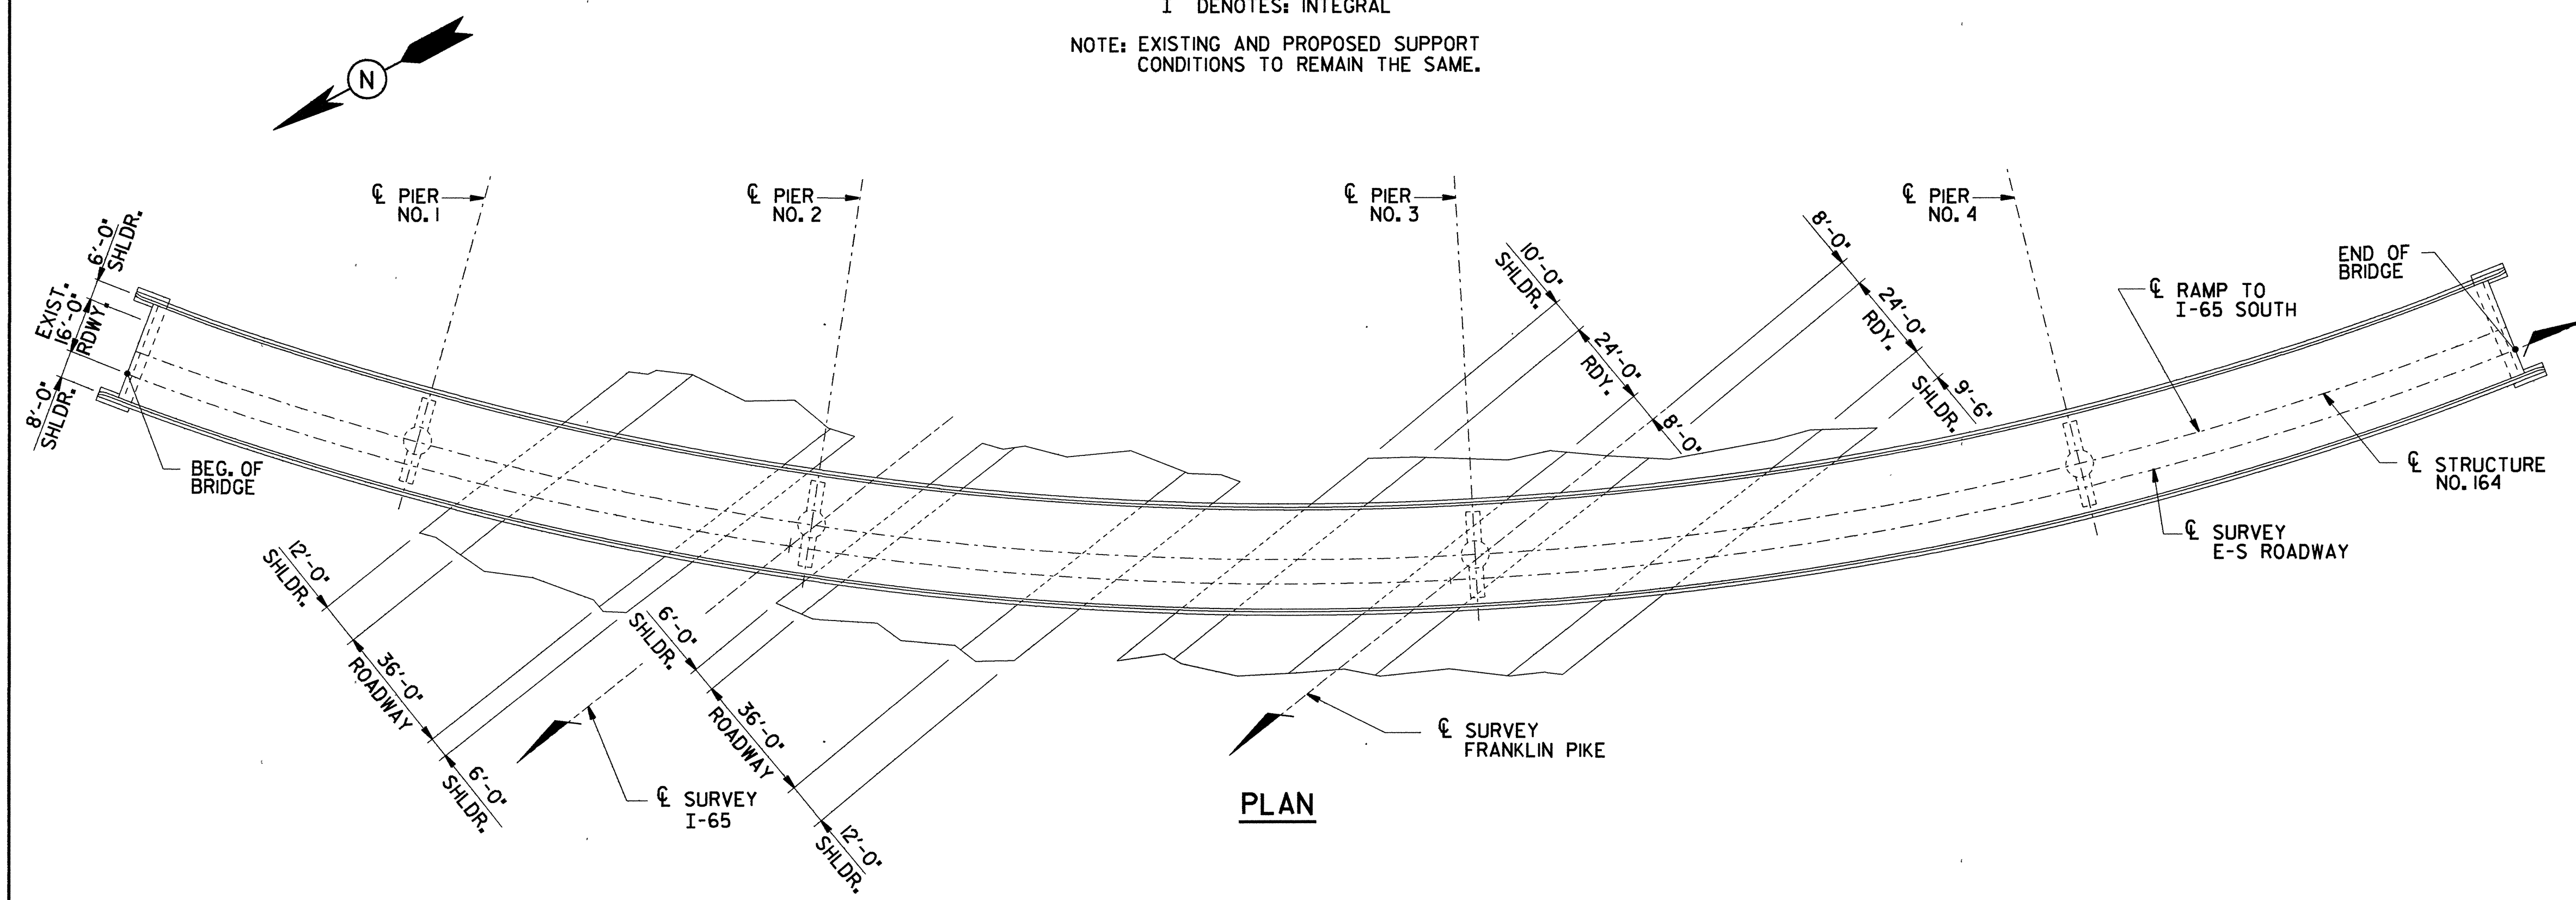 I DENOTES: INTEGRAL
NOTE: EXISTING AND PROPOSED SUPPORT
CONDITIONS TO REMAIN THE SAME.
N
℄ PIER
NO. 1
℄ PIER
NO. 2
℄ PIER
NO. 3
℄ PIER
NO. 4
6'-0"
SHLDR.
EXIST.
16'-0"
RDWY.
8'-0"
SHLDR.
BEG. OF
BRIDGE
10'-0"
SHLDR.
24'-0"
RDY.
8'-0"
8'-0"
24'-0"
RDY.
9'-6"
SHLDR.
END OF
BRIDGE
℄ RAMP TO
I-65 SOUTH
℄ STRUCTURE
NO. 164
℄ SURVEY
E-S ROADWAY
12'-0"
SHLDR.
36'-0"
ROADWAY
6'-0"
SHLDR.
6'-0"
SHLDR.
36'-0"
ROADWAY
12'-0"
SHLDR.
℄ SURVEY
I-65
℄ SURVEY
FRANKLIN PIKE
PLAN